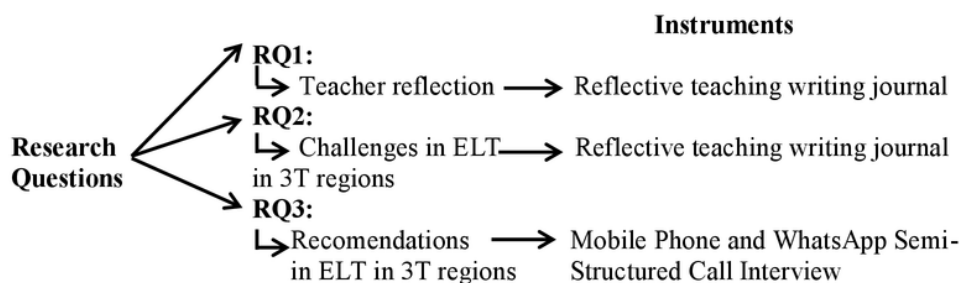 Instruments
RQ1:
Teacher reflection
Reflective teaching writing journal
RQ2:
Research
Questions
Challenges in ELT
in 3T regions
Reflective teaching writing journal
RQ3:
Recomendations
in ELT in 3T regions
Mobile Phone and WhatsApp Semi-
Structured Call Interview